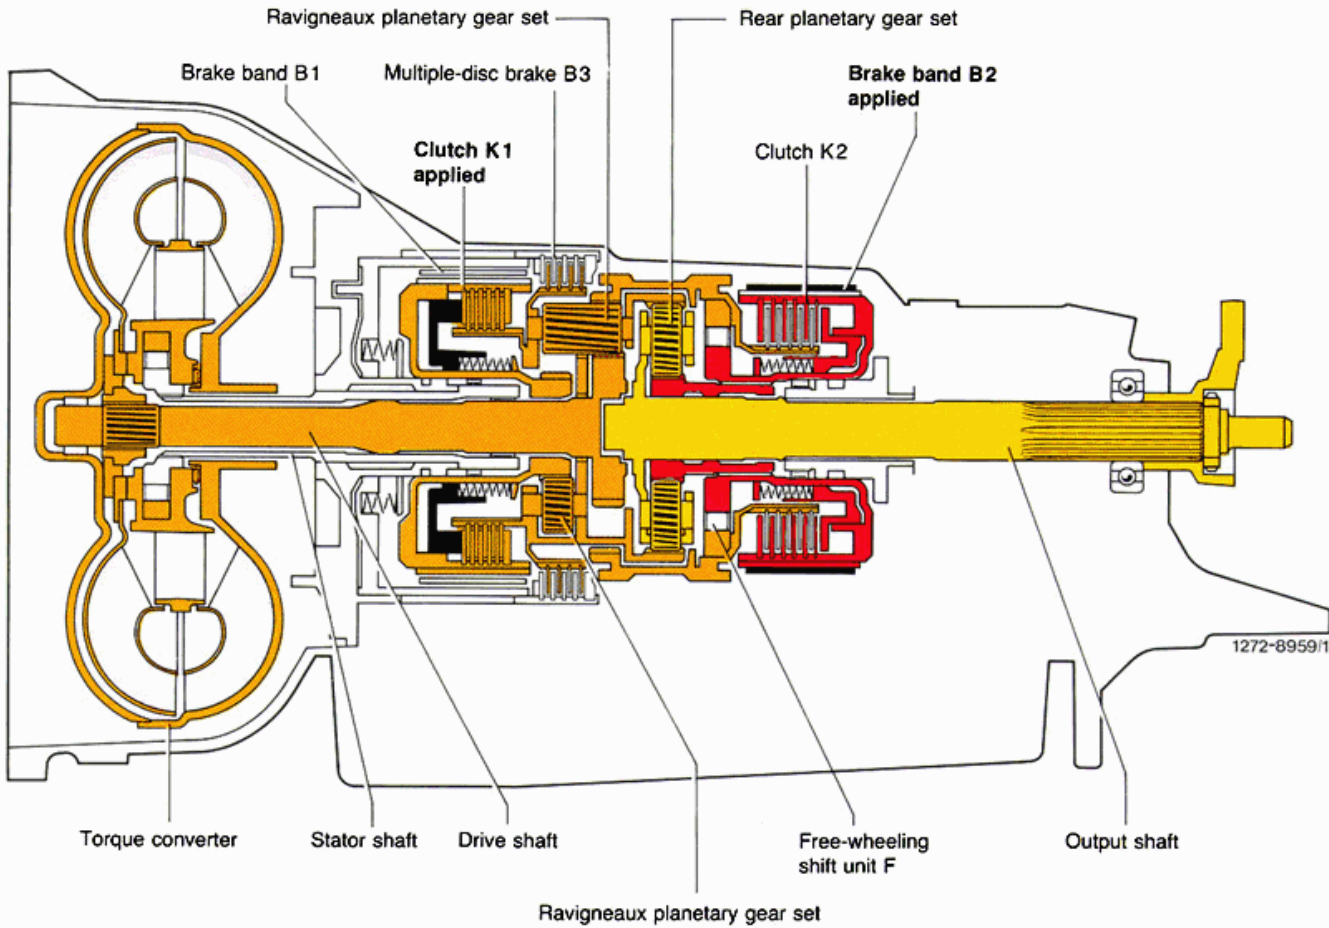 Ravigneaux planetary gear set
Rear planetary gear set
Brake band B1
Multiple-disc brake B3
Brake band B2
applied
Clutch K1
applied
Clutch K2
1272-8959/1
Torque converter
Stator shaft
Drive shaft
Free-wheeling
shift unit F
Output shaft
Ravigneaux planetary gear set